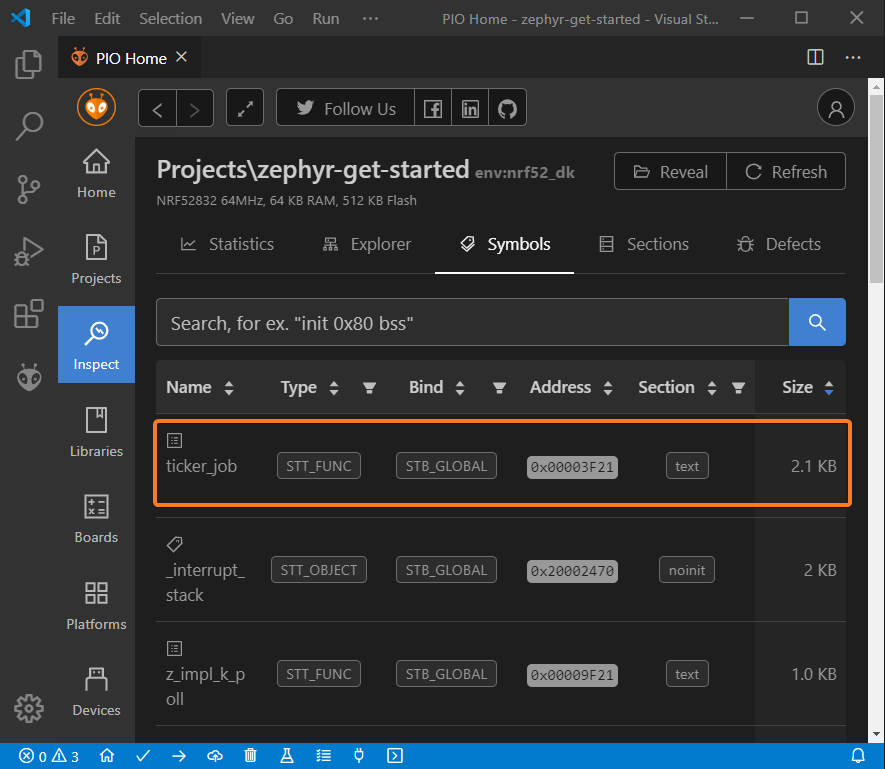 File Edit Selection View Go Run ··· PIO Home - zephyr-get-started - Visual St...
PIO Home
Follow Us
Home
Projects\zephyr-get-started env:nrf52_dk
Reveal
Refresh
NRF52832 64MHz, 64 KB RAM, 512 KB Flash
Projects
Statistics
Explorer
Symbols
Sections
Defects
Inspect
Search, for ex. "init 0x80 bss"
Name Type Bind Address Section Size
Libraries
ticker_job STT_FUNC STB_GLOBAL 0x00003F21 text 2.1 KB
Boards
_interrupt_
stack
STT_OBJECT STB_GLOBAL 0x20002470 noinit 2 KB
Platforms
z_impl_k_p
oll
STT_FUNC STB_GLOBAL 0x00009F21 text 1.0 KB
Devices
0 3